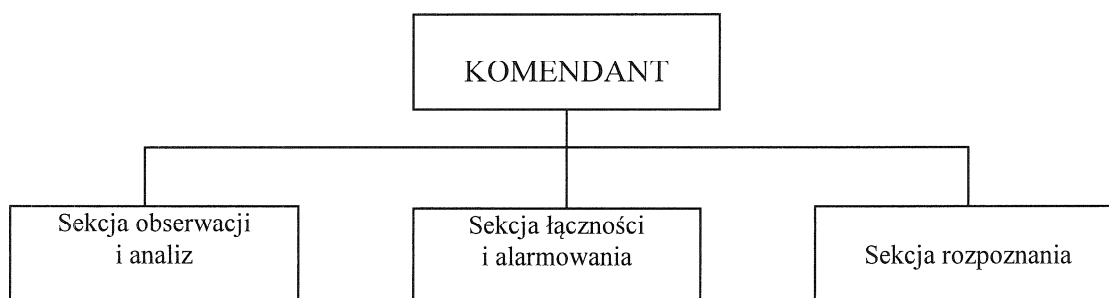 KOMENDANT
Sekcja obserwacji
i analiz
Sekcja łączności
i alarmowania
Sekcja rozpoznania